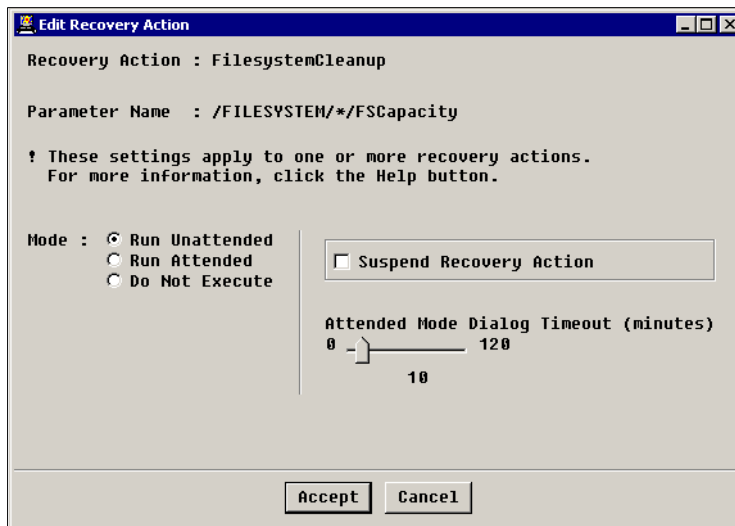 Edit Recovery Action
Recovery Action : FilesystemCleanup
Parameter Name : /FILESYSTEM/*/FSCapacity
! These settings apply to one or more recovery actions.
For more information, click the Help button.
Mode :
Run Unattended
Run Attended
Do Not Execute
Suspend Recovery Action
Attended Mode Dialog Timeout (minutes)
0 120
10
Accept Cancel